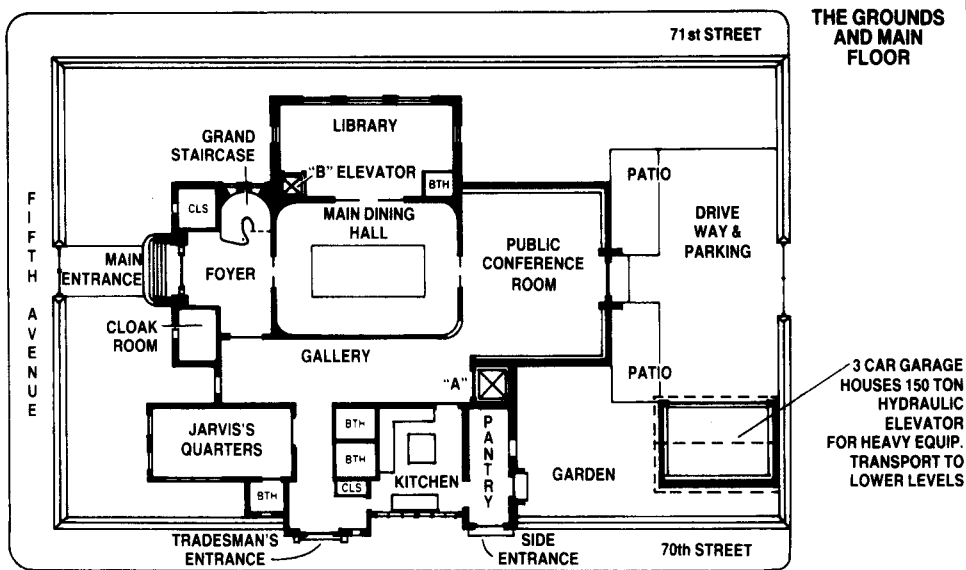 THE GROUNDS
AND MAIN
FLOOR
71st STREET
LIBRARY
GRAND
STAIRCASE
"B" ELEVATOR
BTH
CLS
MAIN DINING
HALL
PATIO
DRIVE
WAY &
PARKING
FIFTH AVENUE
MAIN
ENTRANCE
FOYER
PUBLIC
CONFERENCE
ROOM
CLOAK
ROOM
GALLERY
"A"
PATIO
3 CAR GARAGE
HOUSES 150 TON
HYDRAULIC
ELEVATOR
FOR HEAVY EQUIP.
TRANSPORT TO
LOWER LEVELS
JARVIS'S
QUARTERS
BTH
BTH
BTH
CLS
KITCHEN
PANTRY
GARDEN
TRADESMAN'S
ENTRANCE
SIDE
ENTRANCE
70th STREET